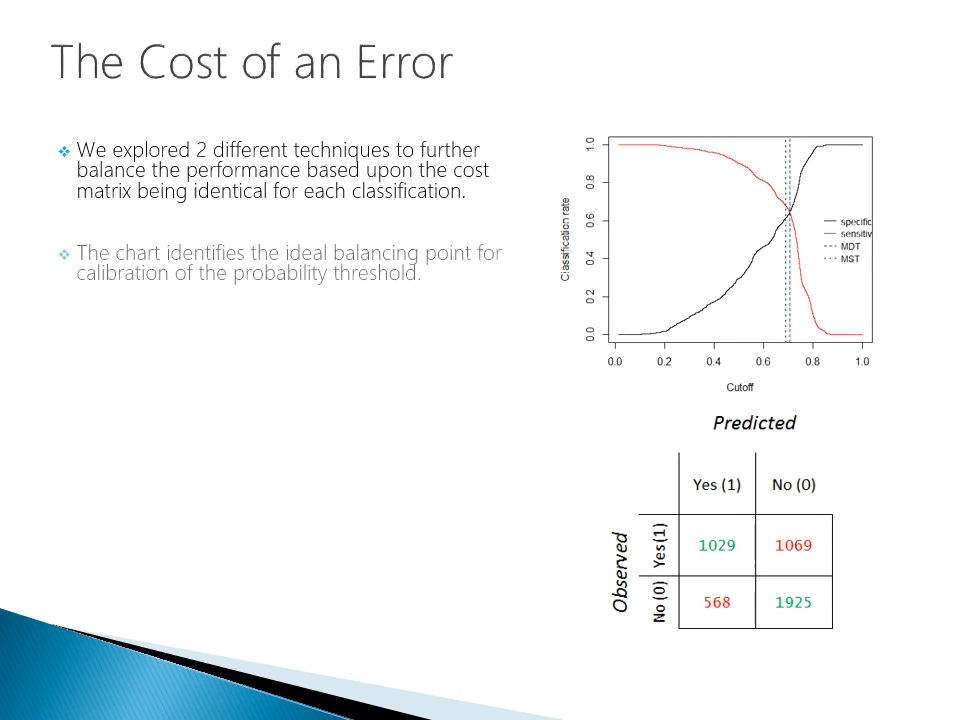 The Cost of an Error
We explored 2 different techniques to further
balance the performance based upon the cost
matrix being identical for each classification.
The chart identifies the ideal balancing point for
calibration of the probability threshold.
Classification rate
1.0
0.8
0.6
0.4
0.2
0.0
specific
sensitiv
MDT
MST
0.0 0.2 0.4 0.6 0.8 1.0
Cutoff
Predicted
Yes (1) No (0)
Observed
Yes(1) 1029 1069
No (0) 568 1925